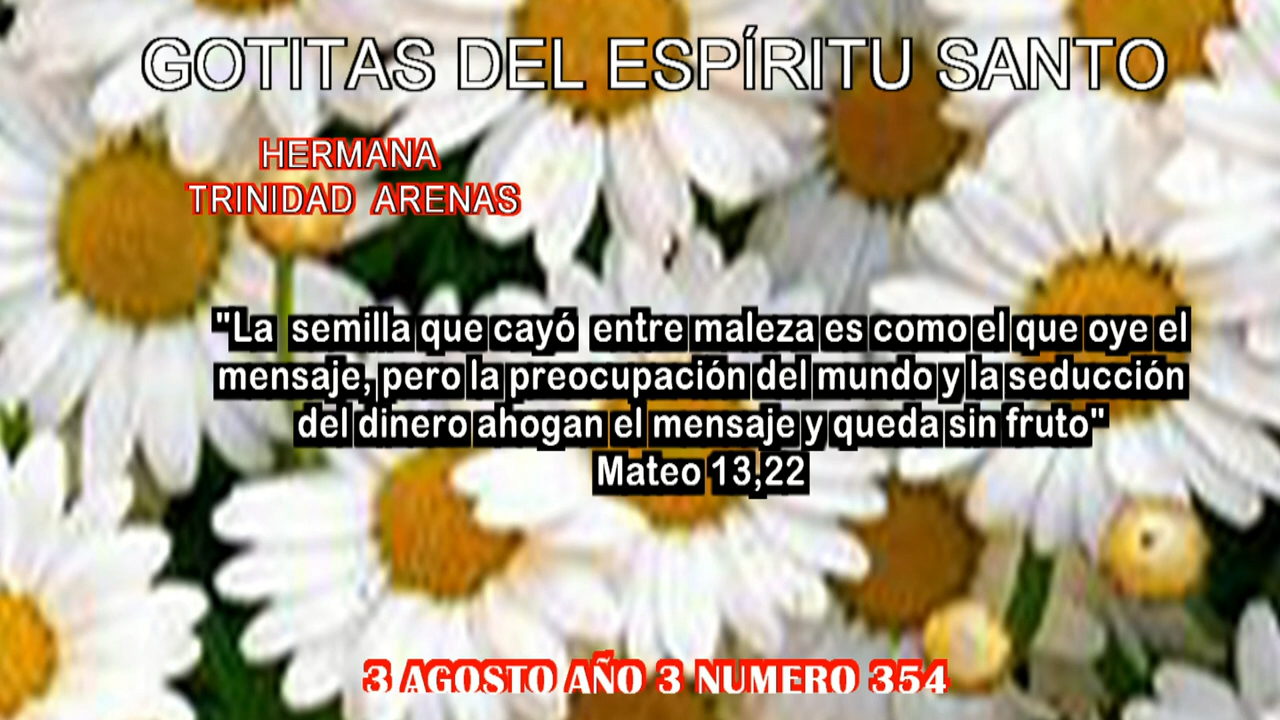 GOTITAS DEL ESPÍRITU SANTO
HERMANA
TRINIDAD ARENAS
"La semilla que cayó entre maleza es como el que oye el
mensaje, pero la preocupación del mundo y la seducción
del dinero ahogan el mensaje y queda sin fruto"
Mateo 13,22
3 AGOSTO AÑO 3 NUMERO 354